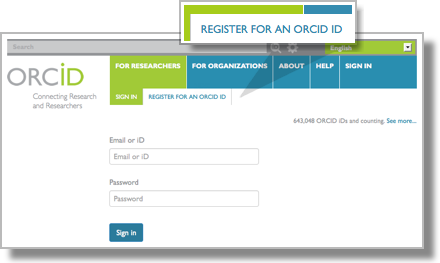 REGISTER FOR AN ORCID ID
Search
English
ORCiD
Connecting Research
and Researchers
FOR RESEARCHERS FOR ORGANIZATIONS ABOUT HELP SIGN IN
SIGN IN REGISTER FOR AN ORCID ID
643,048 ORCID iDs and counting. See more...
Email or iD
Email or iD
Password
Password
Sign in